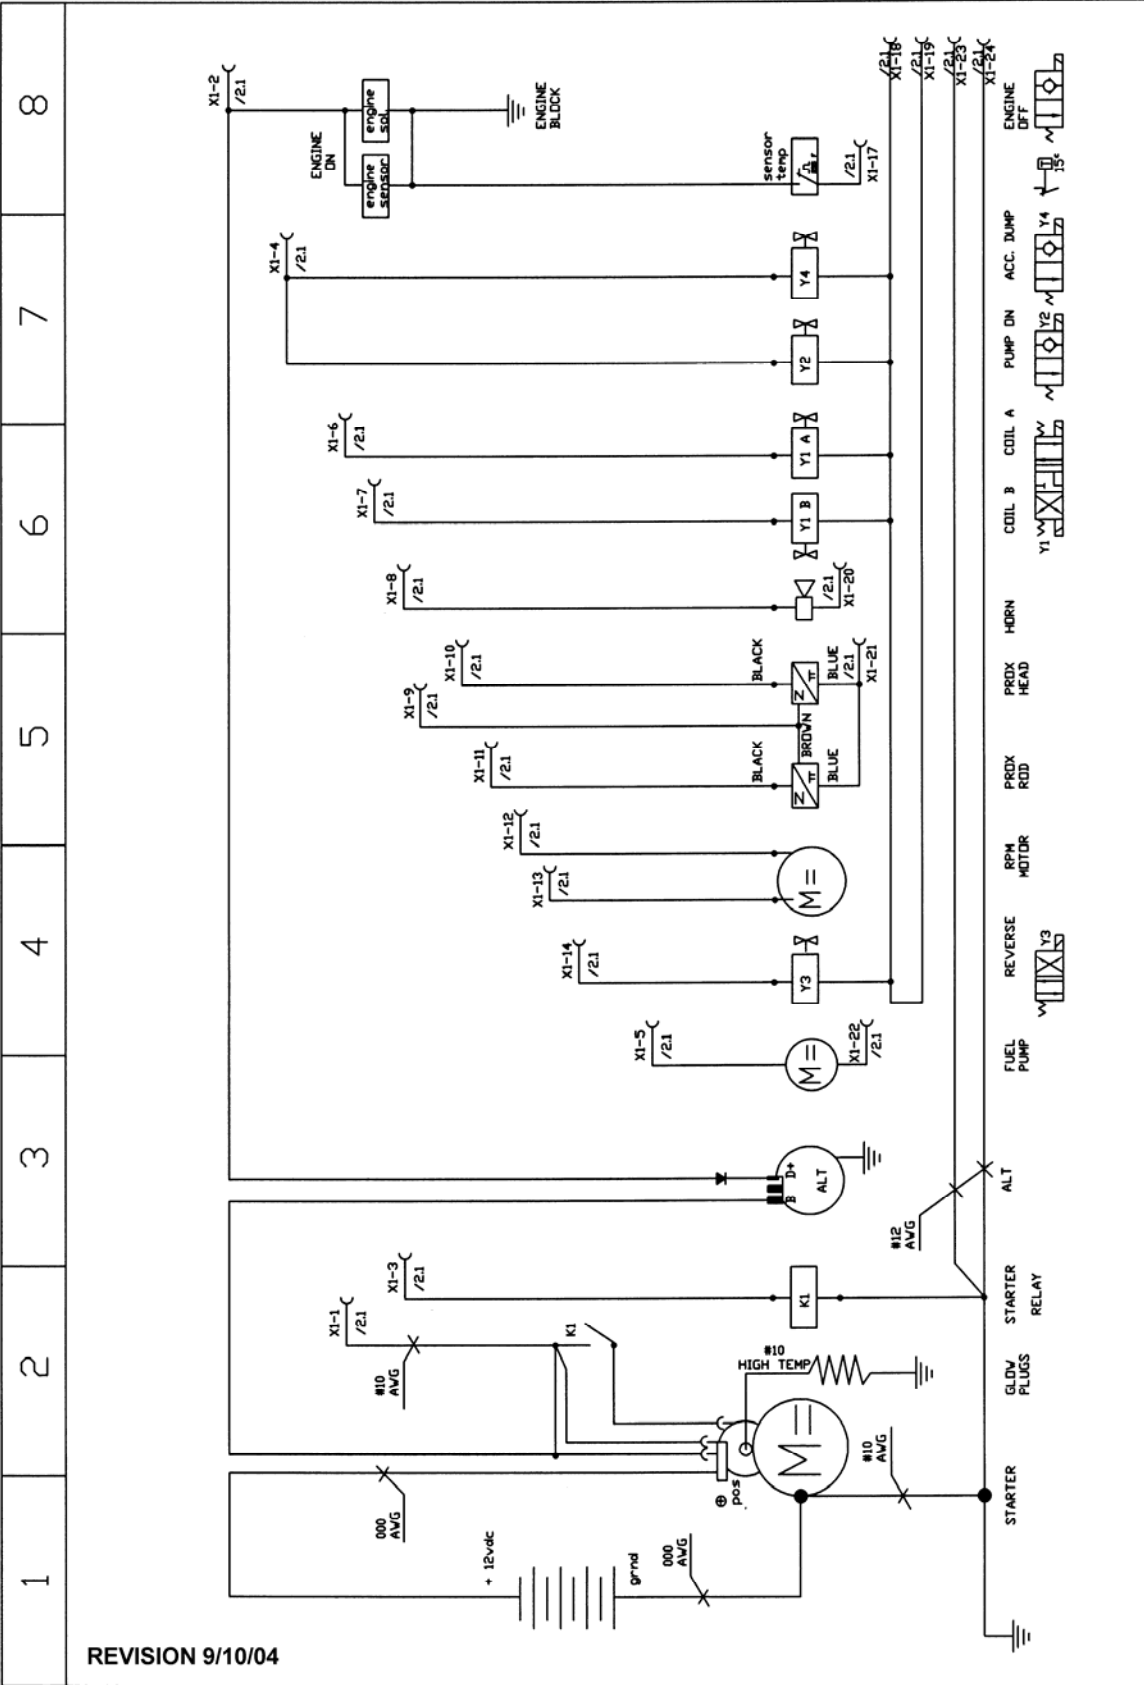 8
7
6
5
4
3
2
1
X1-2
/2.1
engine
sol
engine
sensor
ENGINE
ON
ENGINE
BLOCK
sensor
temp
/2.1
X1-17
/2.1
X1-18
/2.1
X1-19
/2.1
X1-23
/2.1
X1-24
ENGINE
OFF
X1-4
/2.1
Y4
ACC. DUMP
Y4
Y2
PUMP ON
Y2
X1-6
/2.1
Y1 A
COIL A
X1-7
/2.1
Y1 B
COIL B
Y1
X1-8
/2.1
/2.1
X1-20
HORN
X1-10
/2.1
BLACK
BLUE
/2.1
X1-21
PROX
HEAD
X1-9
/2.1
BROWN
X1-11
/2.1
BLACK
BLUE
PROX
ROD
X1-12
/2.1
X1-13
/2.1
M =
RPM
MOTOR
X1-14
/2.1
Y3
REVERSE
Y3
X1-5
/2.1
M =
X1-22
/2.1
FUEL
PUMP
D+
B
ALT
ALT
#12
AWG
X1-3
/2.1
K1
STARTER
RELAY
X1-1
/2.1
#10
AWG
K1
#10
HIGH TEMP
GLOW
PLUGS
M =
pos
#10
AWG
STARTER
000
AWG
+ 12vdc
grnd
000
AWG
REVISION 9/10/04